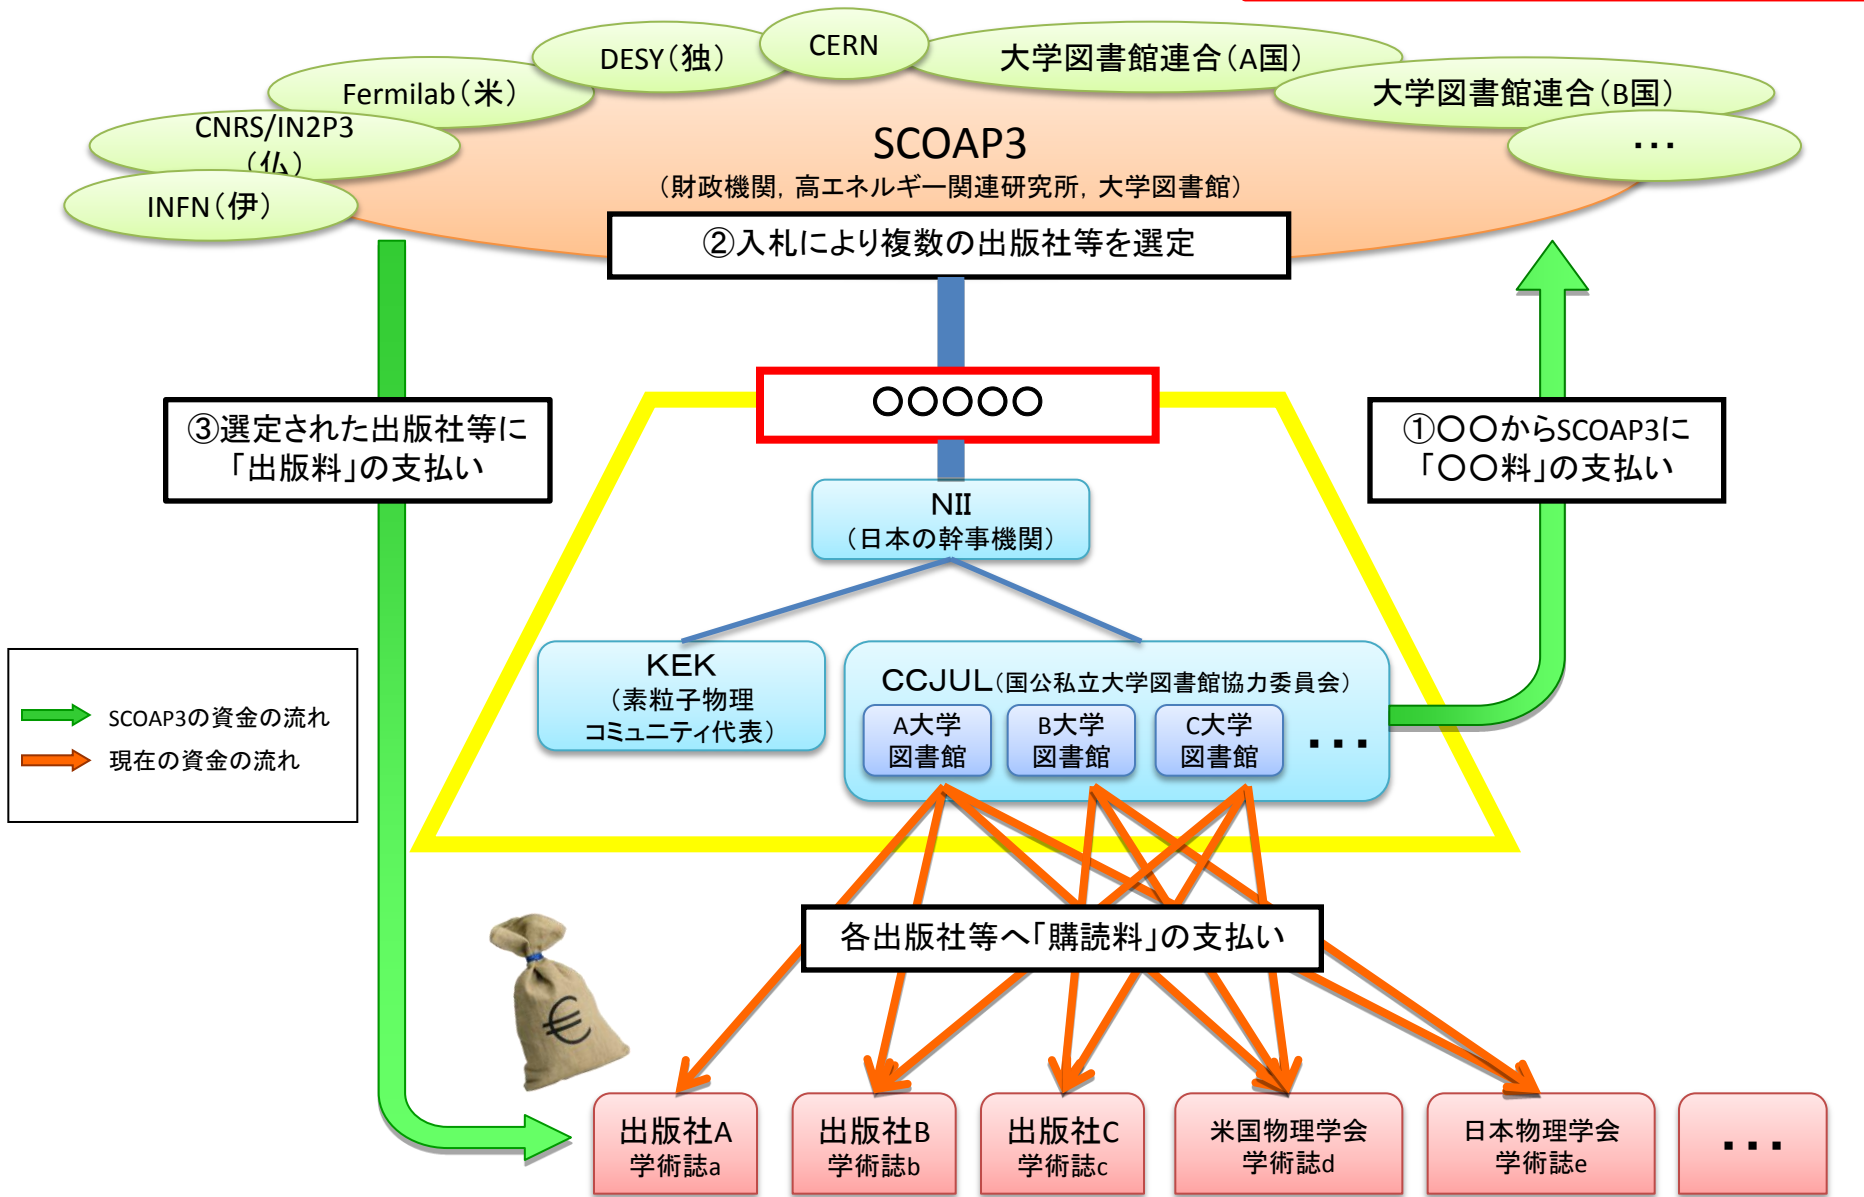 CERN
DESY（独）
大学図書館連合（A国）
Fermilab（米）
大学図書館連合（B国）
CNRS/IN2P3
（仏）
・・・
INFN（伊）
SCOAP3
（財政機関，高エネルギー関連研究所，大学図書館）
②入札により複数の出版社等を選定
③選定された出版社等に
「出版料」の支払い
〇〇〇〇〇
①〇〇からSCOAP3に
「〇〇料」の支払い
NII
（日本の幹事機関）
KEK
（素粒子物理
コミュニティ代表）
CCJUL（国公私立大学図書館協力委員会）
A大学
図書館
B大学
図書館
C大学
図書館
・・・
SCOAP3の資金の流れ
現在の資金の流れ
各出版社等へ「購読料」の支払い
€
出版社A
学術誌a
出版社B
学術誌b
出版社C
学術誌c
米国物理学会
学術誌d
日本物理学会
学術誌e
・・・